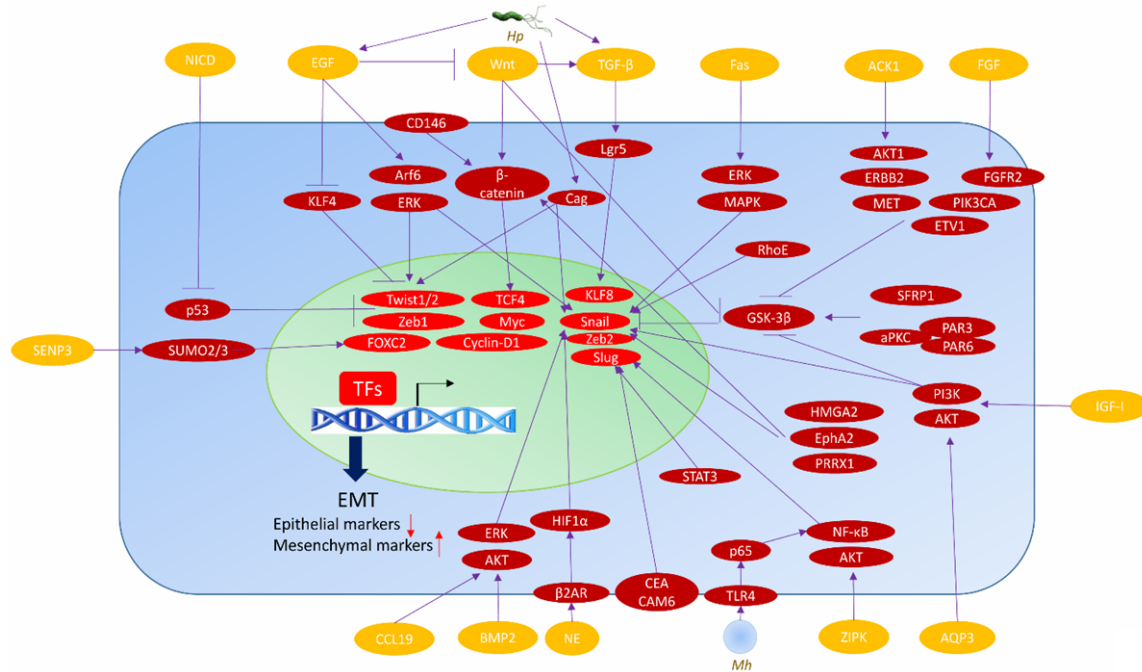 Hp
NICD
EGF
Wnt
TGF-β
Fas
ACK1
FGF
CD146
Lgr5
AKT1
Arf6
β-
catenin
ERK
ERBB2
FGFR2
KLF4
ERK
Cag
MAPK
MET
PIK3CA
ETV1
RhoE
p53
Twist1/2
TCF4
KLF8
SFRP1
Zeb1
Myc
Snail
GSK-3β
PAR3
aPKC
PAR6
SENP3
SUMO2/3
FOXC2
Cyclin-D1
Zeb2
Slug
TFs
PI3K
IGF-I
HMGA2
AKT
EphA2
PRRX1
STAT3
EMT
Epithelial markers
Mesenchymal markers
ERK
HIF1α
NF-κB
p65
AKT
AKT
β2AR
CEA
CAM6
TLR4
CCL19
BMP2
NE
ZIPK
AQP3
Mh